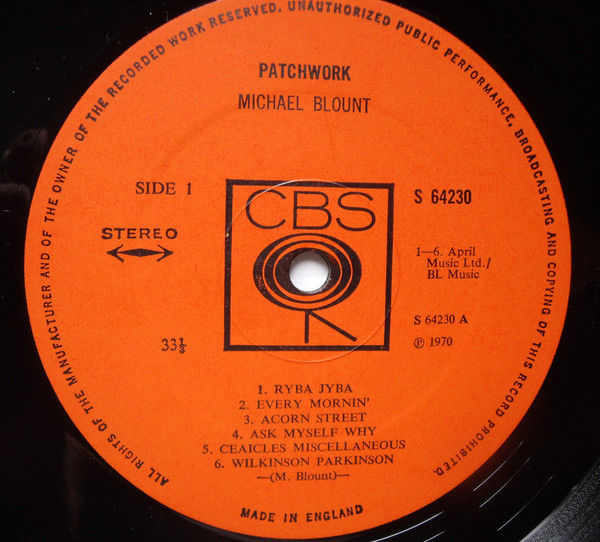 ALL RIGHTS OF THE MANUFACTURER AND OF THE OWNER OF THE RECORDED WORK RESERVED. UNAUTHORIZED PUBLIC PERFORMANCE, BROADCASTING AND COPYING OF THIS RECORD PROHIBITED.
PATCHWORK
MICHAEL BLOUNT
SIDE 1
STEREO
33⅓
CBS
S 64230
1—6. April
Music Ltd./
BL Music
S 64230 A
℗ 1970
1. RYBA JYBA
2. EVERY MORNIN'
3. ACORN STREET
4. ASK MYSELF WHY
5. CEAICLES MISCELLANEOUS
6. WILKINSON PARKINSON
—(M. Blount)—
MADE IN ENGLAND